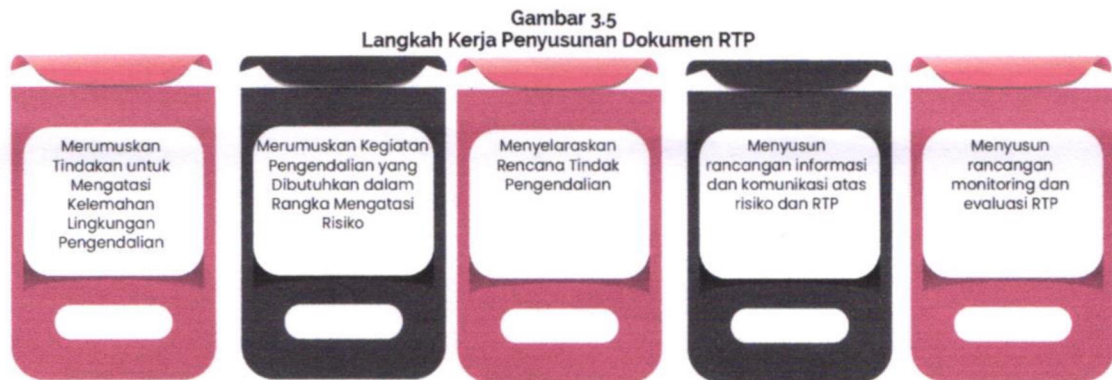 Gambar 3.5
Langkah Kerja Penyusunan Dokumen RTP
Merumuskan
Tindakan untuk
Mengatasi
Kelemahan
Lingkungan
Pengendalian
Merumuskan Kegiatan
Pengendalian yang
Dibutuhkan dalam
Rangka Mengatasi
Risiko
Menyelaraskan
Rencana Tindak
Pengendalian
Menyusun
rancangan informasi
dan komunikasi atas
risiko dan RTP
Menyusun
rancangan
monitoring dan
evaluasi RTP